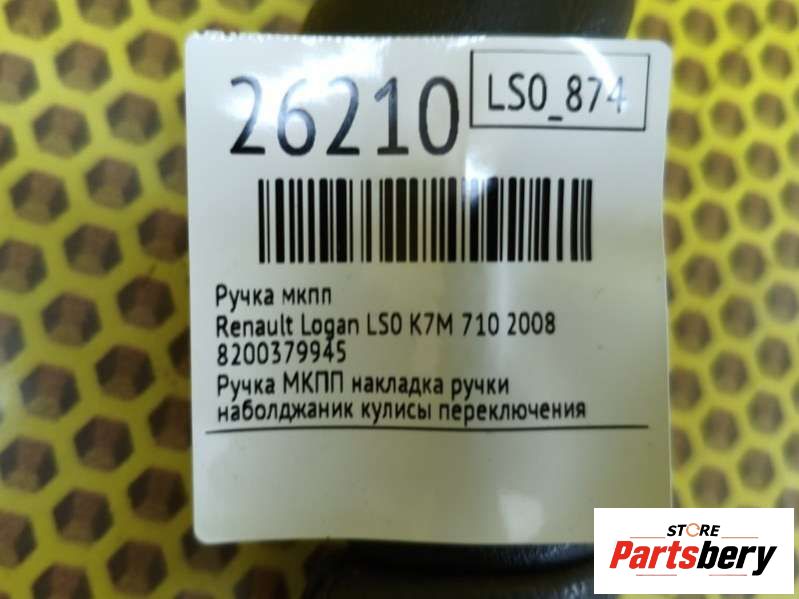 26210
LS0_874
Ручка мкпп
Renault Logan LS0 K7M 710 2008
8200379945
Ручка МКПП накладка ручки
наболджаник кулисы переключения
STORE
Partsbery